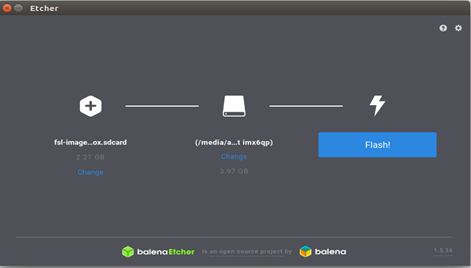 Etcher
fsl-image..ox.sdcard
2.27 GB
Change
(/media/a...t imx6qp)
Change
3.97 GB
Flash!
balenaEtcher is an open source project by balena
1.5.34